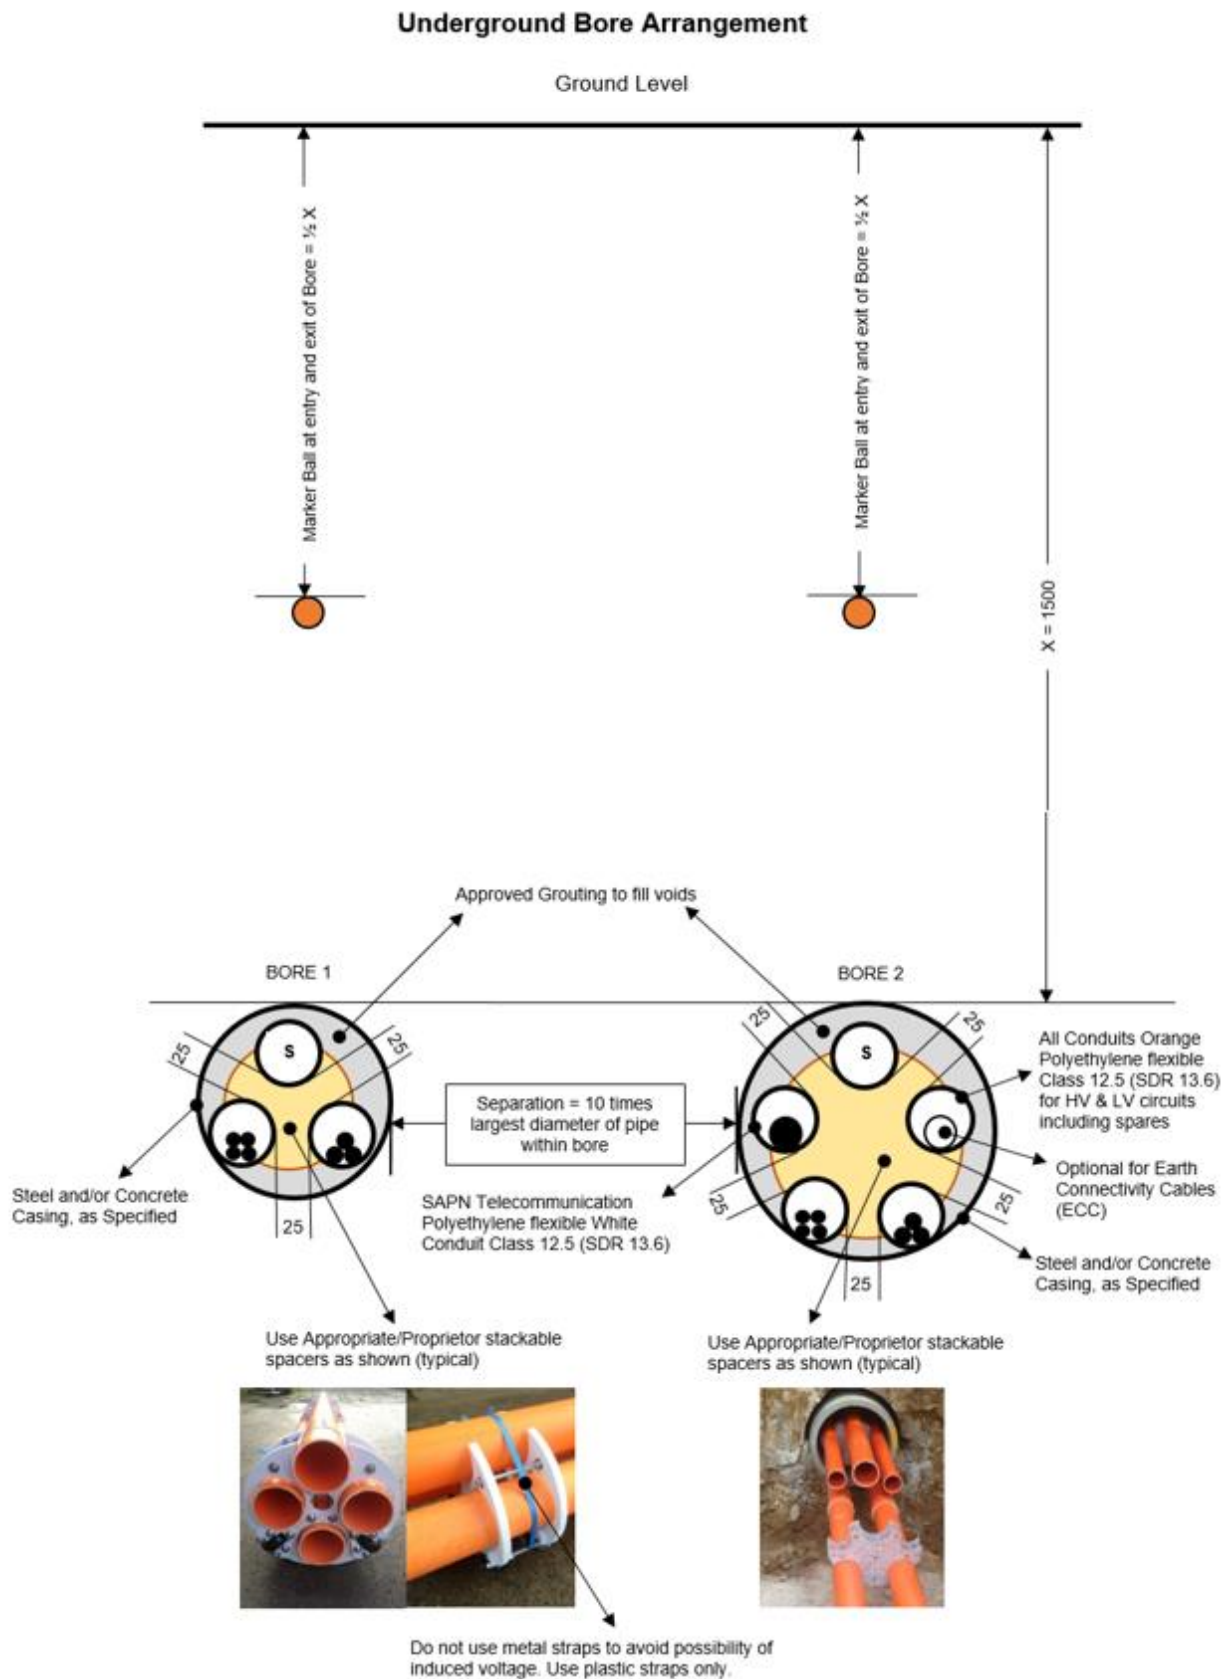 Underground Bore Arrangement
Ground Level
Marker Ball at entry and exit of Bore = ½ X
Marker Ball at entry and exit of Bore = ½ X
X = 1500
Approved Grouting to fill voids
BORE 1
BORE 2
25
25
S
25
25
S
All Conduits Orange
Polyethylene flexible
Class 12.5 (SDR 13.6)
for HV & LV circuits
including spares
Separation = 10 times
largest diameter of pipe
within bore
Optional for Earth
Connectivity Cables
(ECC)
Steel and/or Concrete
Casing, as Specified
25
SAPN Telecommunication
Polyethylene flexible White
Conduit Class 12.5 (SDR 13.6)
25
25
25
Steel and/or Concrete
Casing, as Specified
Use Appropriate/Proprietor stackable
spacers as shown (typical)
Use Appropriate/Proprietor stackable
spacers as shown (typical)
Do not use metal straps to avoid possibility of
induced voltage. Use plastic straps only.